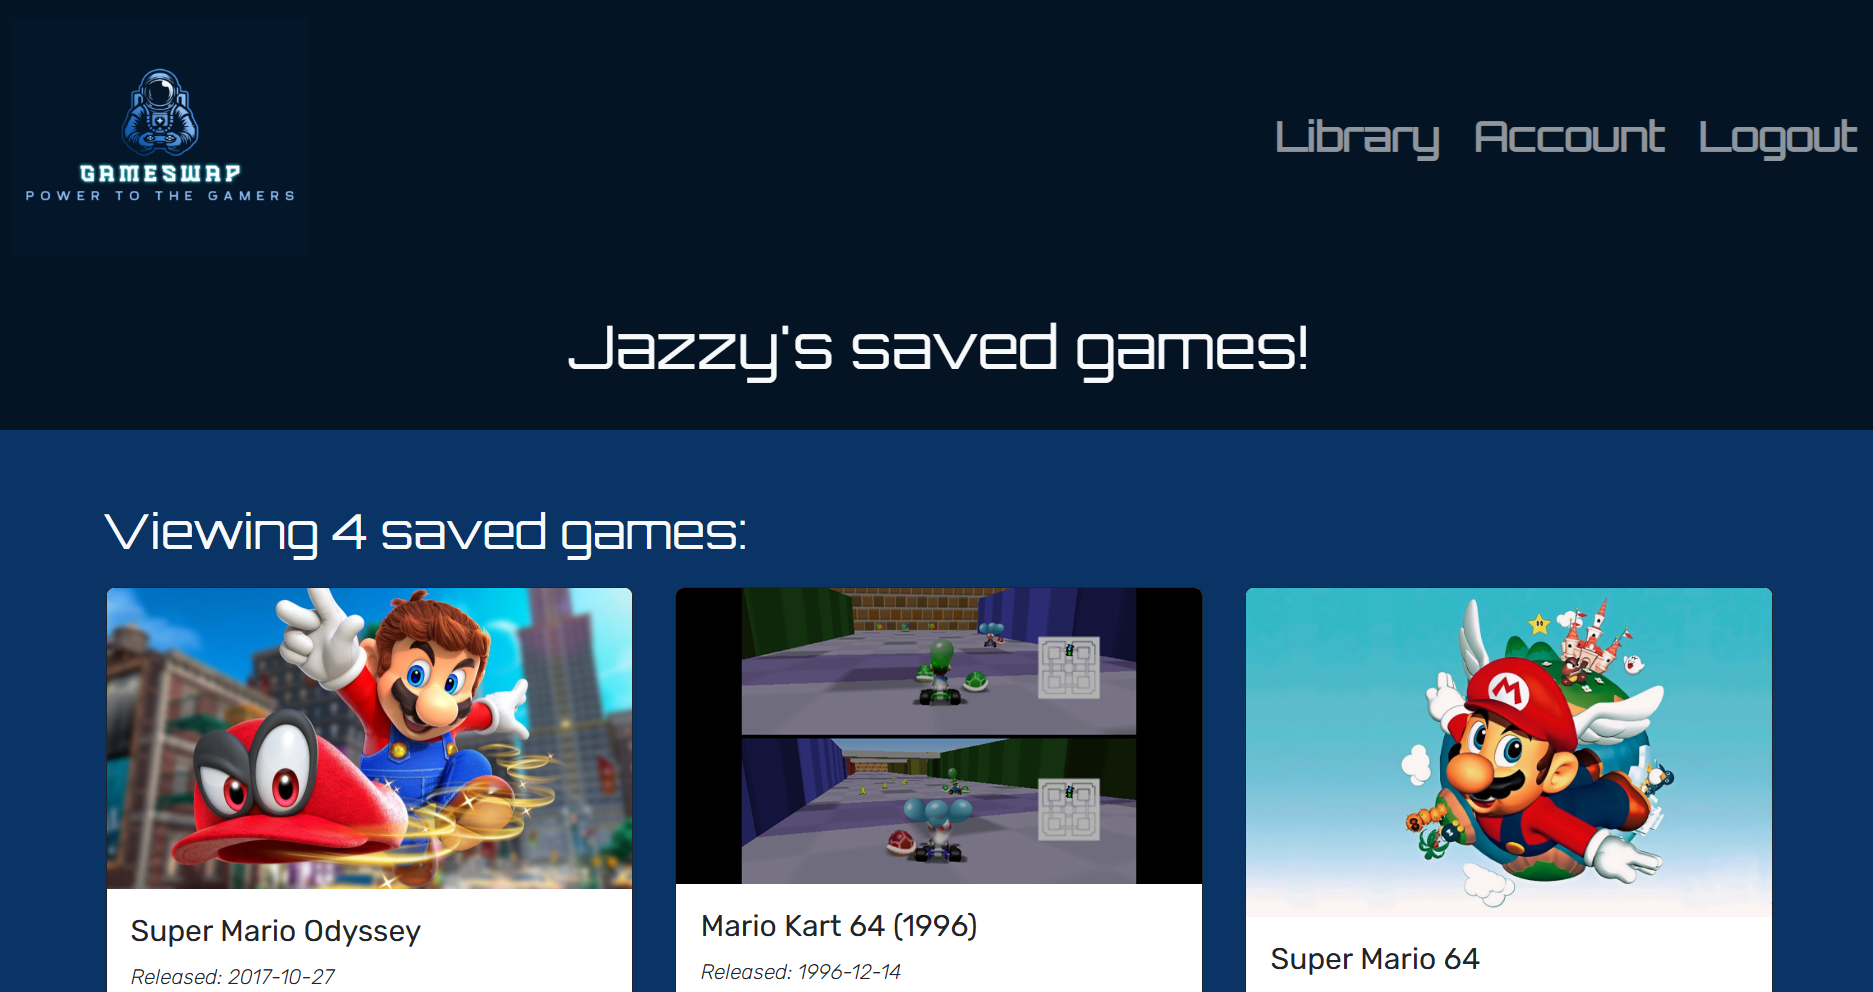 GAMESWAP
POWER TO THE GAMERS
Library Account Logout
Jazzy's saved games!
Viewing 4 saved games:
Super Mario Odyssey
Released: 2017-10-27
Mario Kart 64 (1996)
Released: 1996-12-14
M
Super Mario 64